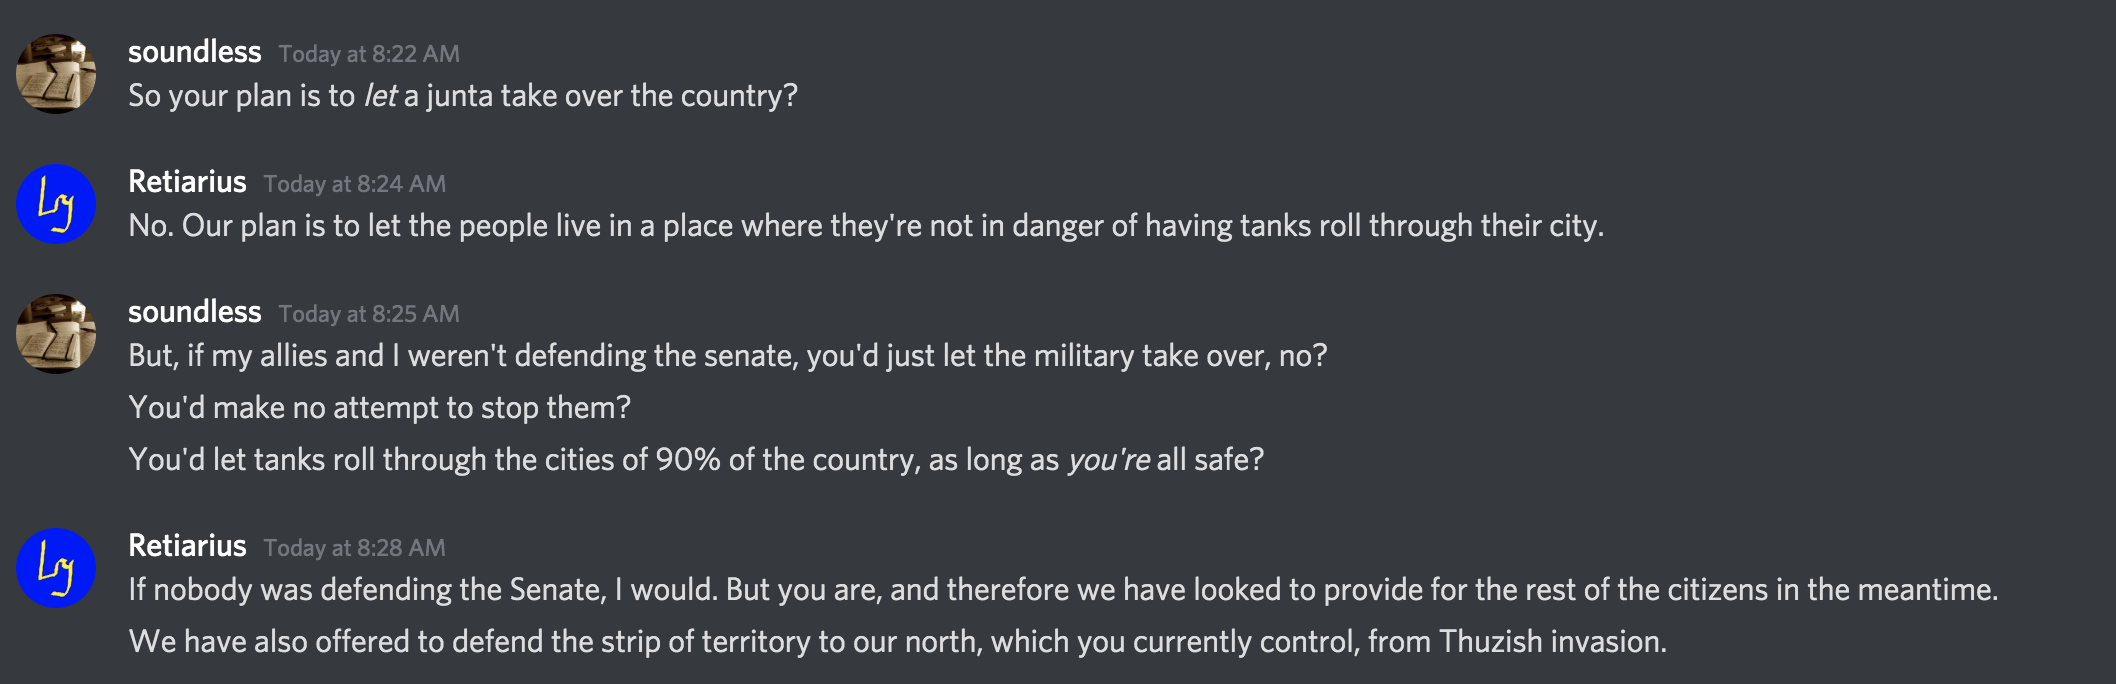 soundless Today at 8:22 AM
So your plan is to let a junta take over the country?
Retiarius Today at 8:24 AM
No. Our plan is to let the people live in a place where they're not in danger of having tanks roll through their city.
soundless Today at 8:25 AM
But, if my allies and I weren't defending the senate, you'd just let the military take over, no?
You'd make no attempt to stop them?
You'd let tanks roll through the cities of 90% of the country, as long as you're all safe?
Retiarius Today at 8:28 AM
If nobody was defending the Senate, I would. But you are, and therefore we have looked to provide for the rest of the citizens in the meantime.
We have also offered to defend the strip of territory to our north, which you currently control, from Thuzish invasion.